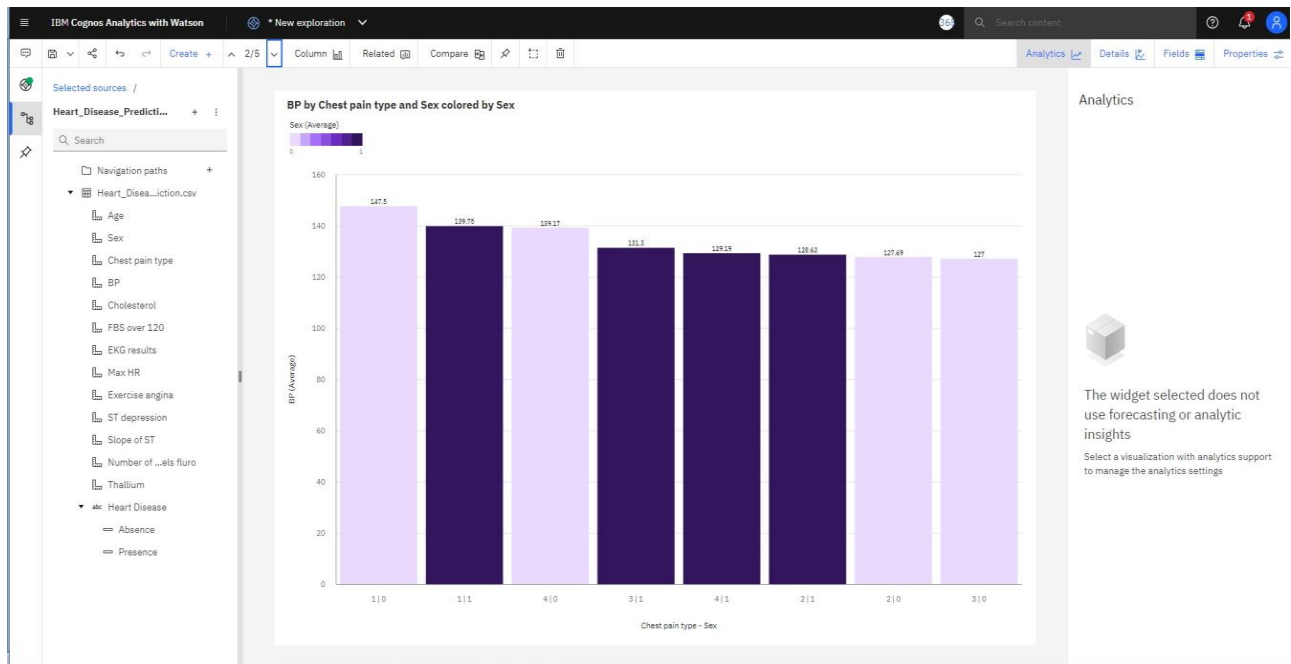 IBM Cognos Analytics with Watson
* New exploration
365
Search content
1
Create +
2/5
Column
Related
Compare
Analytics
Details
Fields
Properties
Selected sources /
Heart_Disease_Predicti...
Search
Navigation paths
Heart_Disea...iction.csv
Age
Sex
Chest pain type
BP
Cholesterol
FBS over 120
EKG results
Max HR
Exercise angina
ST depression
Slope of ST
Number of ...els fluro
Thallium
abc Heart Disease
Absence
Presence
BP by Chest pain type and Sex colored by Sex
Sex (Average)
0 1
160
140
120
100
80
60
40
20
0
BP (Average)
147.5
139.78
139.17
131.3
129.19
128.62
127.69
127
1|0 1|1 4|0 3|1 4|1 2|1 2|0 3|0
Chest pain type - Sex
Analytics
The widget selected does not
use forecasting or analytic
insights
Select a visualization with analytics support
to manage the analytics settings